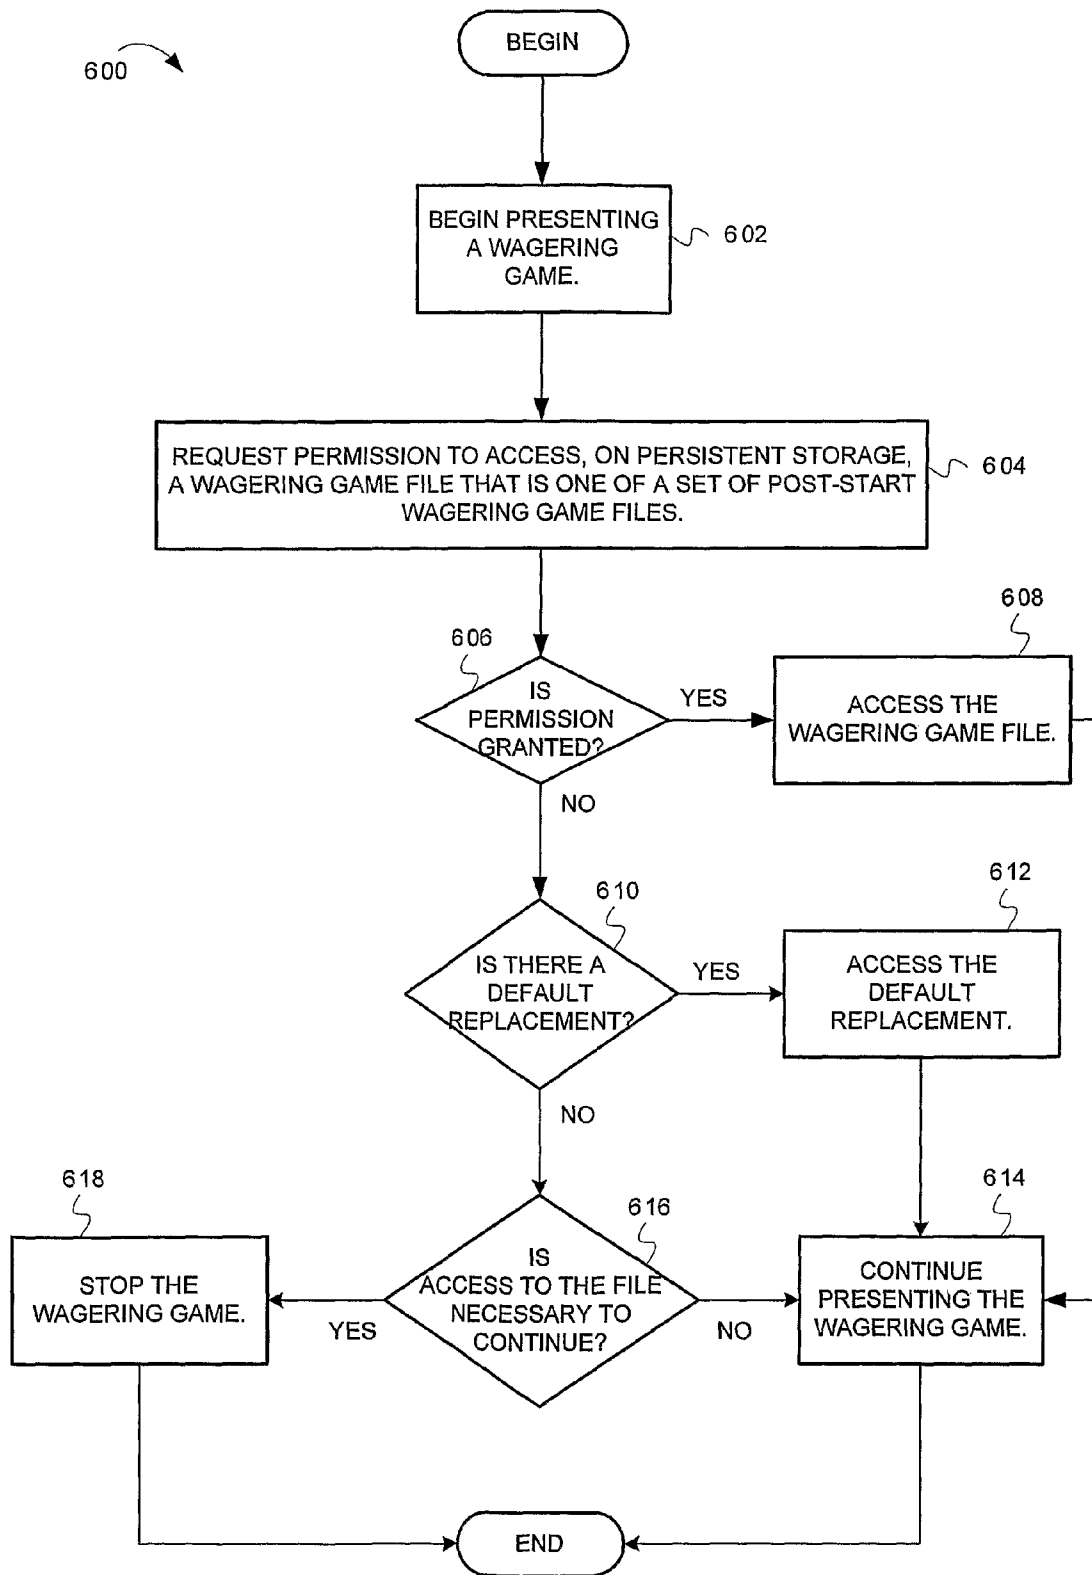 BEGIN
600
BEGIN PRESENTING
A WAGERING
GAME.
602
REQUEST PERMISSION TO ACCESS, ON PERSISTENT STORAGE,
A WAGERING GAME FILE THAT IS ONE OF A SET OF POST-START
WAGERING GAME FILES.
604
606
IS
PERMISSION
GRANTED?
YES
608
ACCESS THE
WAGERING GAME FILE.
NO
610
IS THERE A
DEFAULT
REPLACEMENT?
YES
612
ACCESS THE
DEFAULT
REPLACEMENT.
NO
618
STOP THE
WAGERING GAME.
616
IS
ACCESS TO THE FILE
NECESSARY TO
CONTINUE?
YES
NO
614
CONTINUE
PRESENTING THE
WAGERING GAME.
END